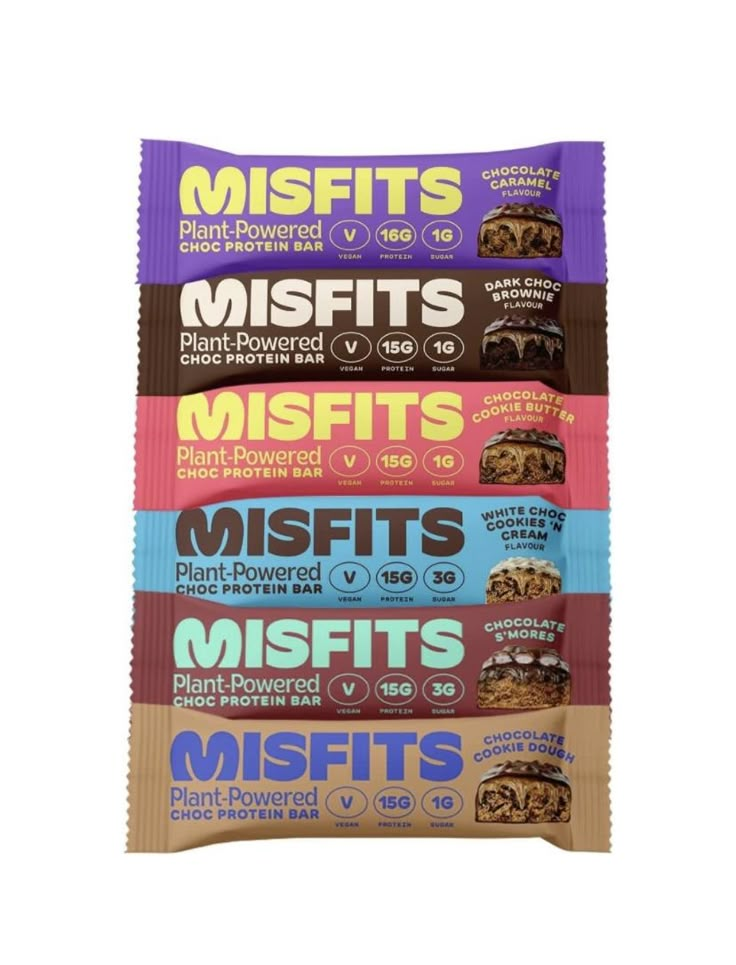 MISFITS
Plant-Powered
CHOC PROTEIN BAR
V
VEGAN
16G
PROTEIN
1G
SUGAR
CHOCOLATE
CARAMEL
FLAVOUR
MISFITS
Plant-Powered
CHOC PROTEIN BAR
V
VEGAN
15G
PROTEIN
1G
SUGAR
DARK CHOC
BROWNIE
FLAVOUR
MISFITS
Plant-Powered
CHOC PROTEIN BAR
V
VEGAN
15G
PROTEIN
1G
SUGAR
CHOCOLATE
COOKIE BUTTER
FLAVOUR
MISFITS
Plant-Powered
CHOC PROTEIN BAR
V
VEGAN
15G
PROTEIN
3G
SUGAR
WHITE CHOC
COOKIES 'N
CREAM
FLAVOUR
MISFITS
Plant-Powered
CHOC PROTEIN BAR
V
VEGAN
15G
PROTEIN
3G
SUGAR
CHOCOLATE
S'MORES
MISFITS
Plant-Powered
CHOC PROTEIN BAR
V
VEGAN
15G
PROTEIN
1G
SUGAR
CHOCOLATE
COOKIE DOUGH